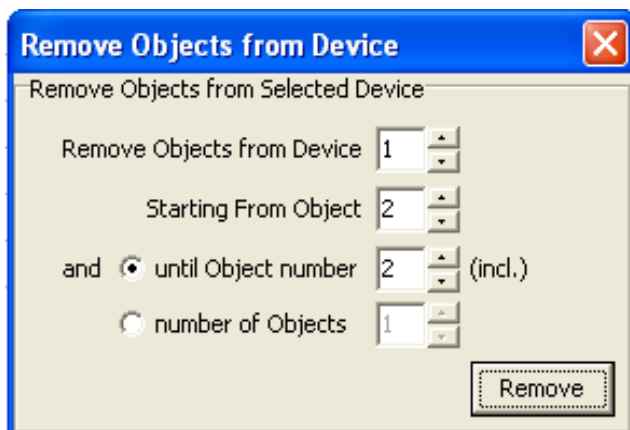 Remove Objects from Device
Remove Objects from Selected Device
Remove Objects from Device 1
Starting From Object 2
and until Object number 2 (incl.)
number of Objects 1
Remove